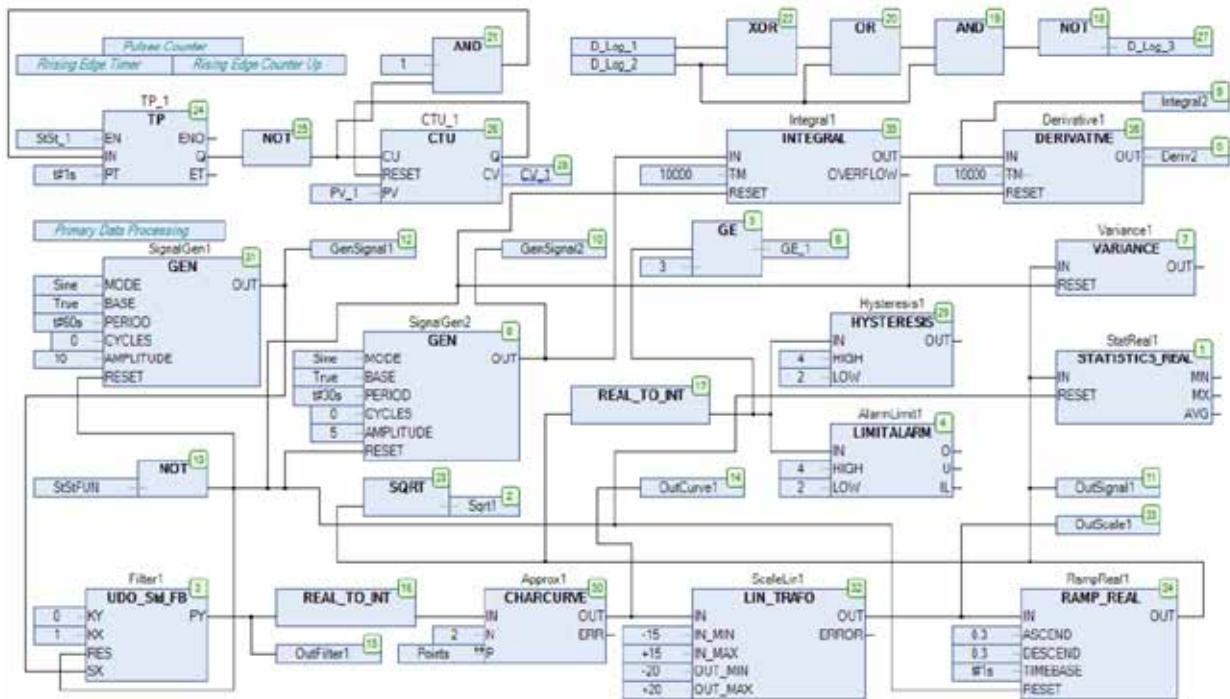 Pulses Counter
Rrising Edge Timer
Rising Edge Counter Up
1
AND
21
XOR
22
OR
20
AND
19
NOT
18
D_Log_1
D_Log_2
D_Log_3
27
TP_1
TP
24
StSt_1
EN
ENO
IN
Q
t#1s
PT
ET
NOT
25
CTU_1
CTU
26
CU
Q
RESET
CV
CV_1
28
PV_1
PV
Integral1
INTEGRAL
IN
OUT
10000
TM
OVERFLOW
RESET
Integral2
9
Derivative1
DERIVATIVE
IN
OUT
10000
TM
RESET
Deriv2
Primary Data Processing
SignalGen1
GEN
Sine
MODE
OUT
True
BASE
t#60s
PERIOD
0
CYCLES
10
AMPLITUDE
RESET
GenSignal1
12
GenSignal2
10
GE
3
GE_1
Variance1
VARIANCE
7
IN
OUT
RESET
SignalGen2
GEN
Sine
MODE
OUT
True
BASE
t#30s
PERIOD
0
CYCLES
5
AMPLITUDE
RESET
Hysteresis1
HYSTERESIS
29
IN
OUT
4
HIGH
2
LOW
StatReal1
STATISTICS_REAL
1
IN
MN
RESET
MX
AVG
REAL_TO_INT
17
AlarmLimit1
LIMITALARM
4
IN
O
4
HIGH
U
2
LOW
IL
NOT
13
StStFUN
SQRT
23
Sqrt1
2
OutCurve1
14
OutSignal1
11
OutScale1
33
Filter1
UDO_Std_FB
0
KY
PY
1
KX
RES
SX
REAL_TO_INT
16
OutFilter1
15
Approx1
CHARCURVE
30
IN
OUT
2
N
ERR
Points
P
ScaleLin1
LIN_TRAFO
32
IN
OUT
-15
IN_MIN
ERROR
+15
IN_MAX
-20
OUT_MIN
+20
OUT_MAX
RampReal1
RAMP_REAL
34
IN
OUT
0.3
ASCEND
0.3
DESCEND
t#1s
TIMEBASE
RESET